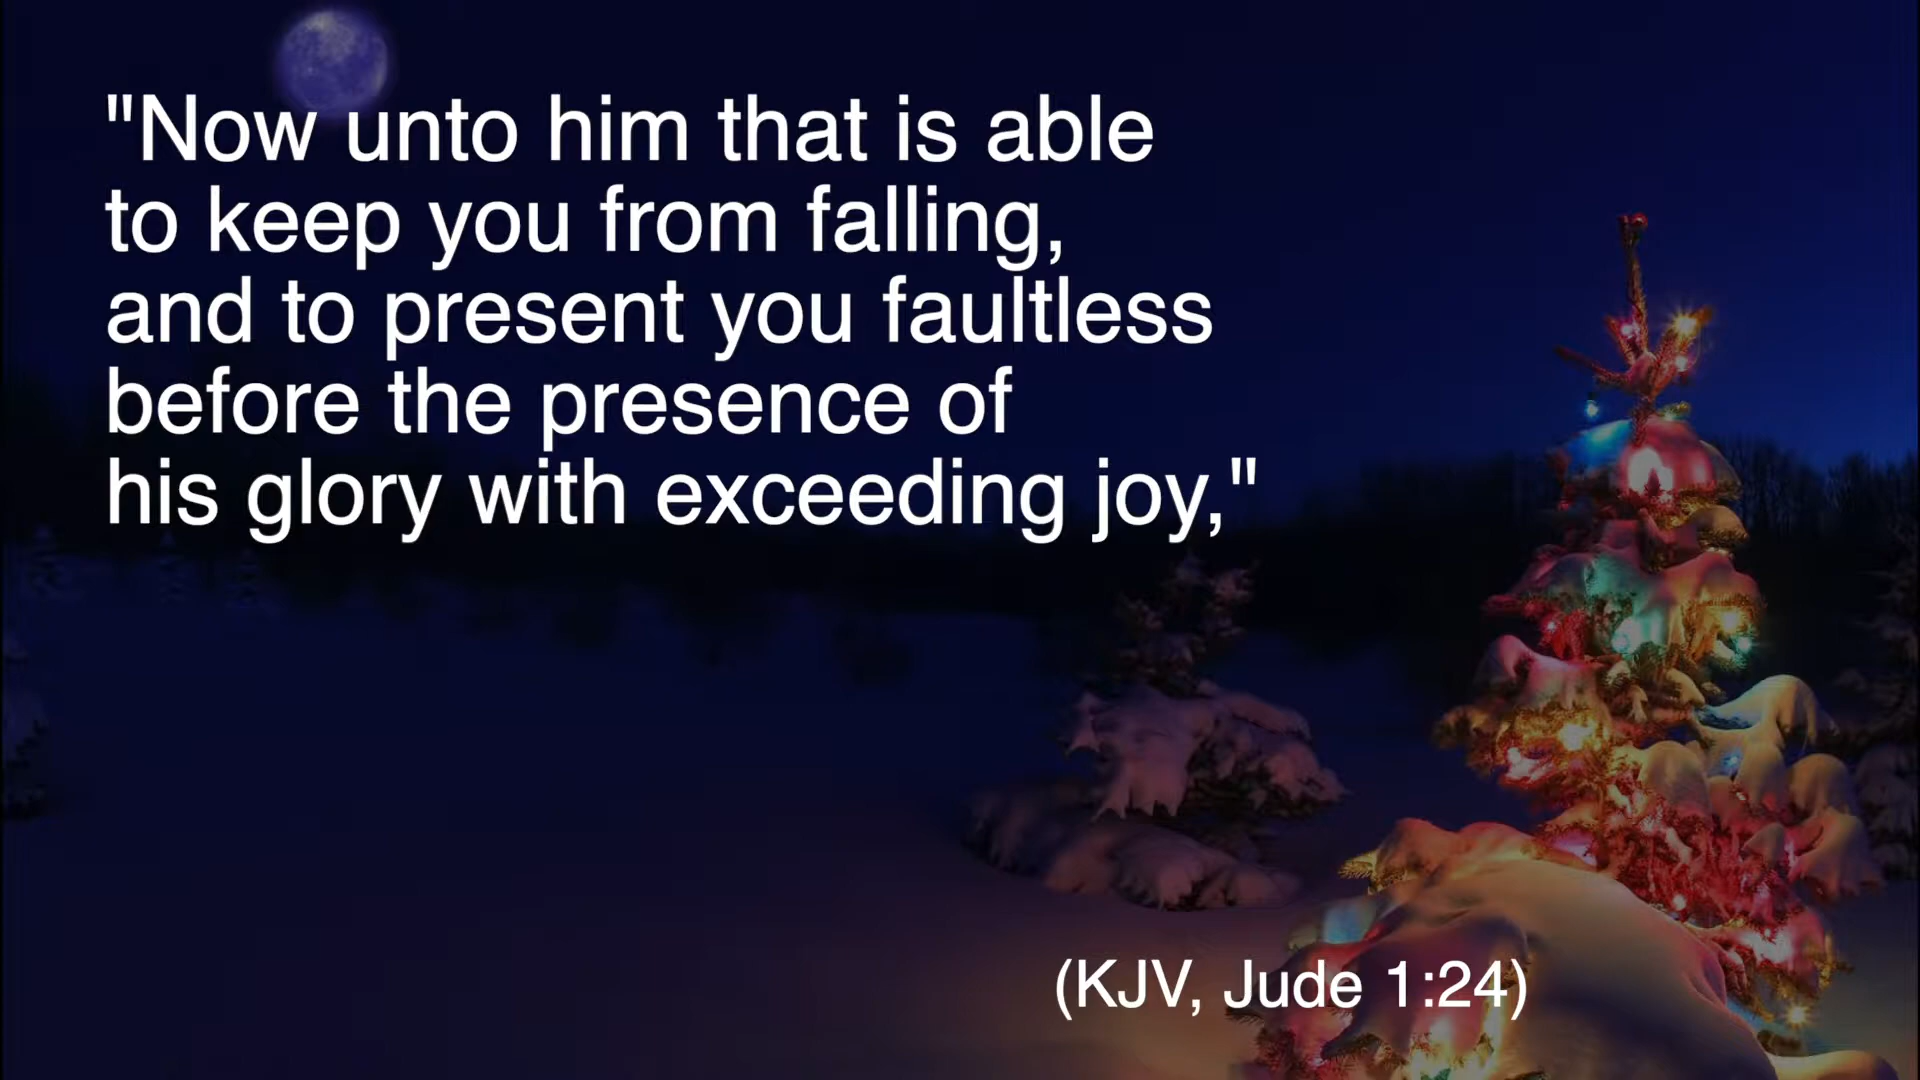 "Now unto him that is able
to keep you from falling,
and to present you faultless
before the presence of
his glory with exceeding joy,"
(KJV, Jude 1:24)